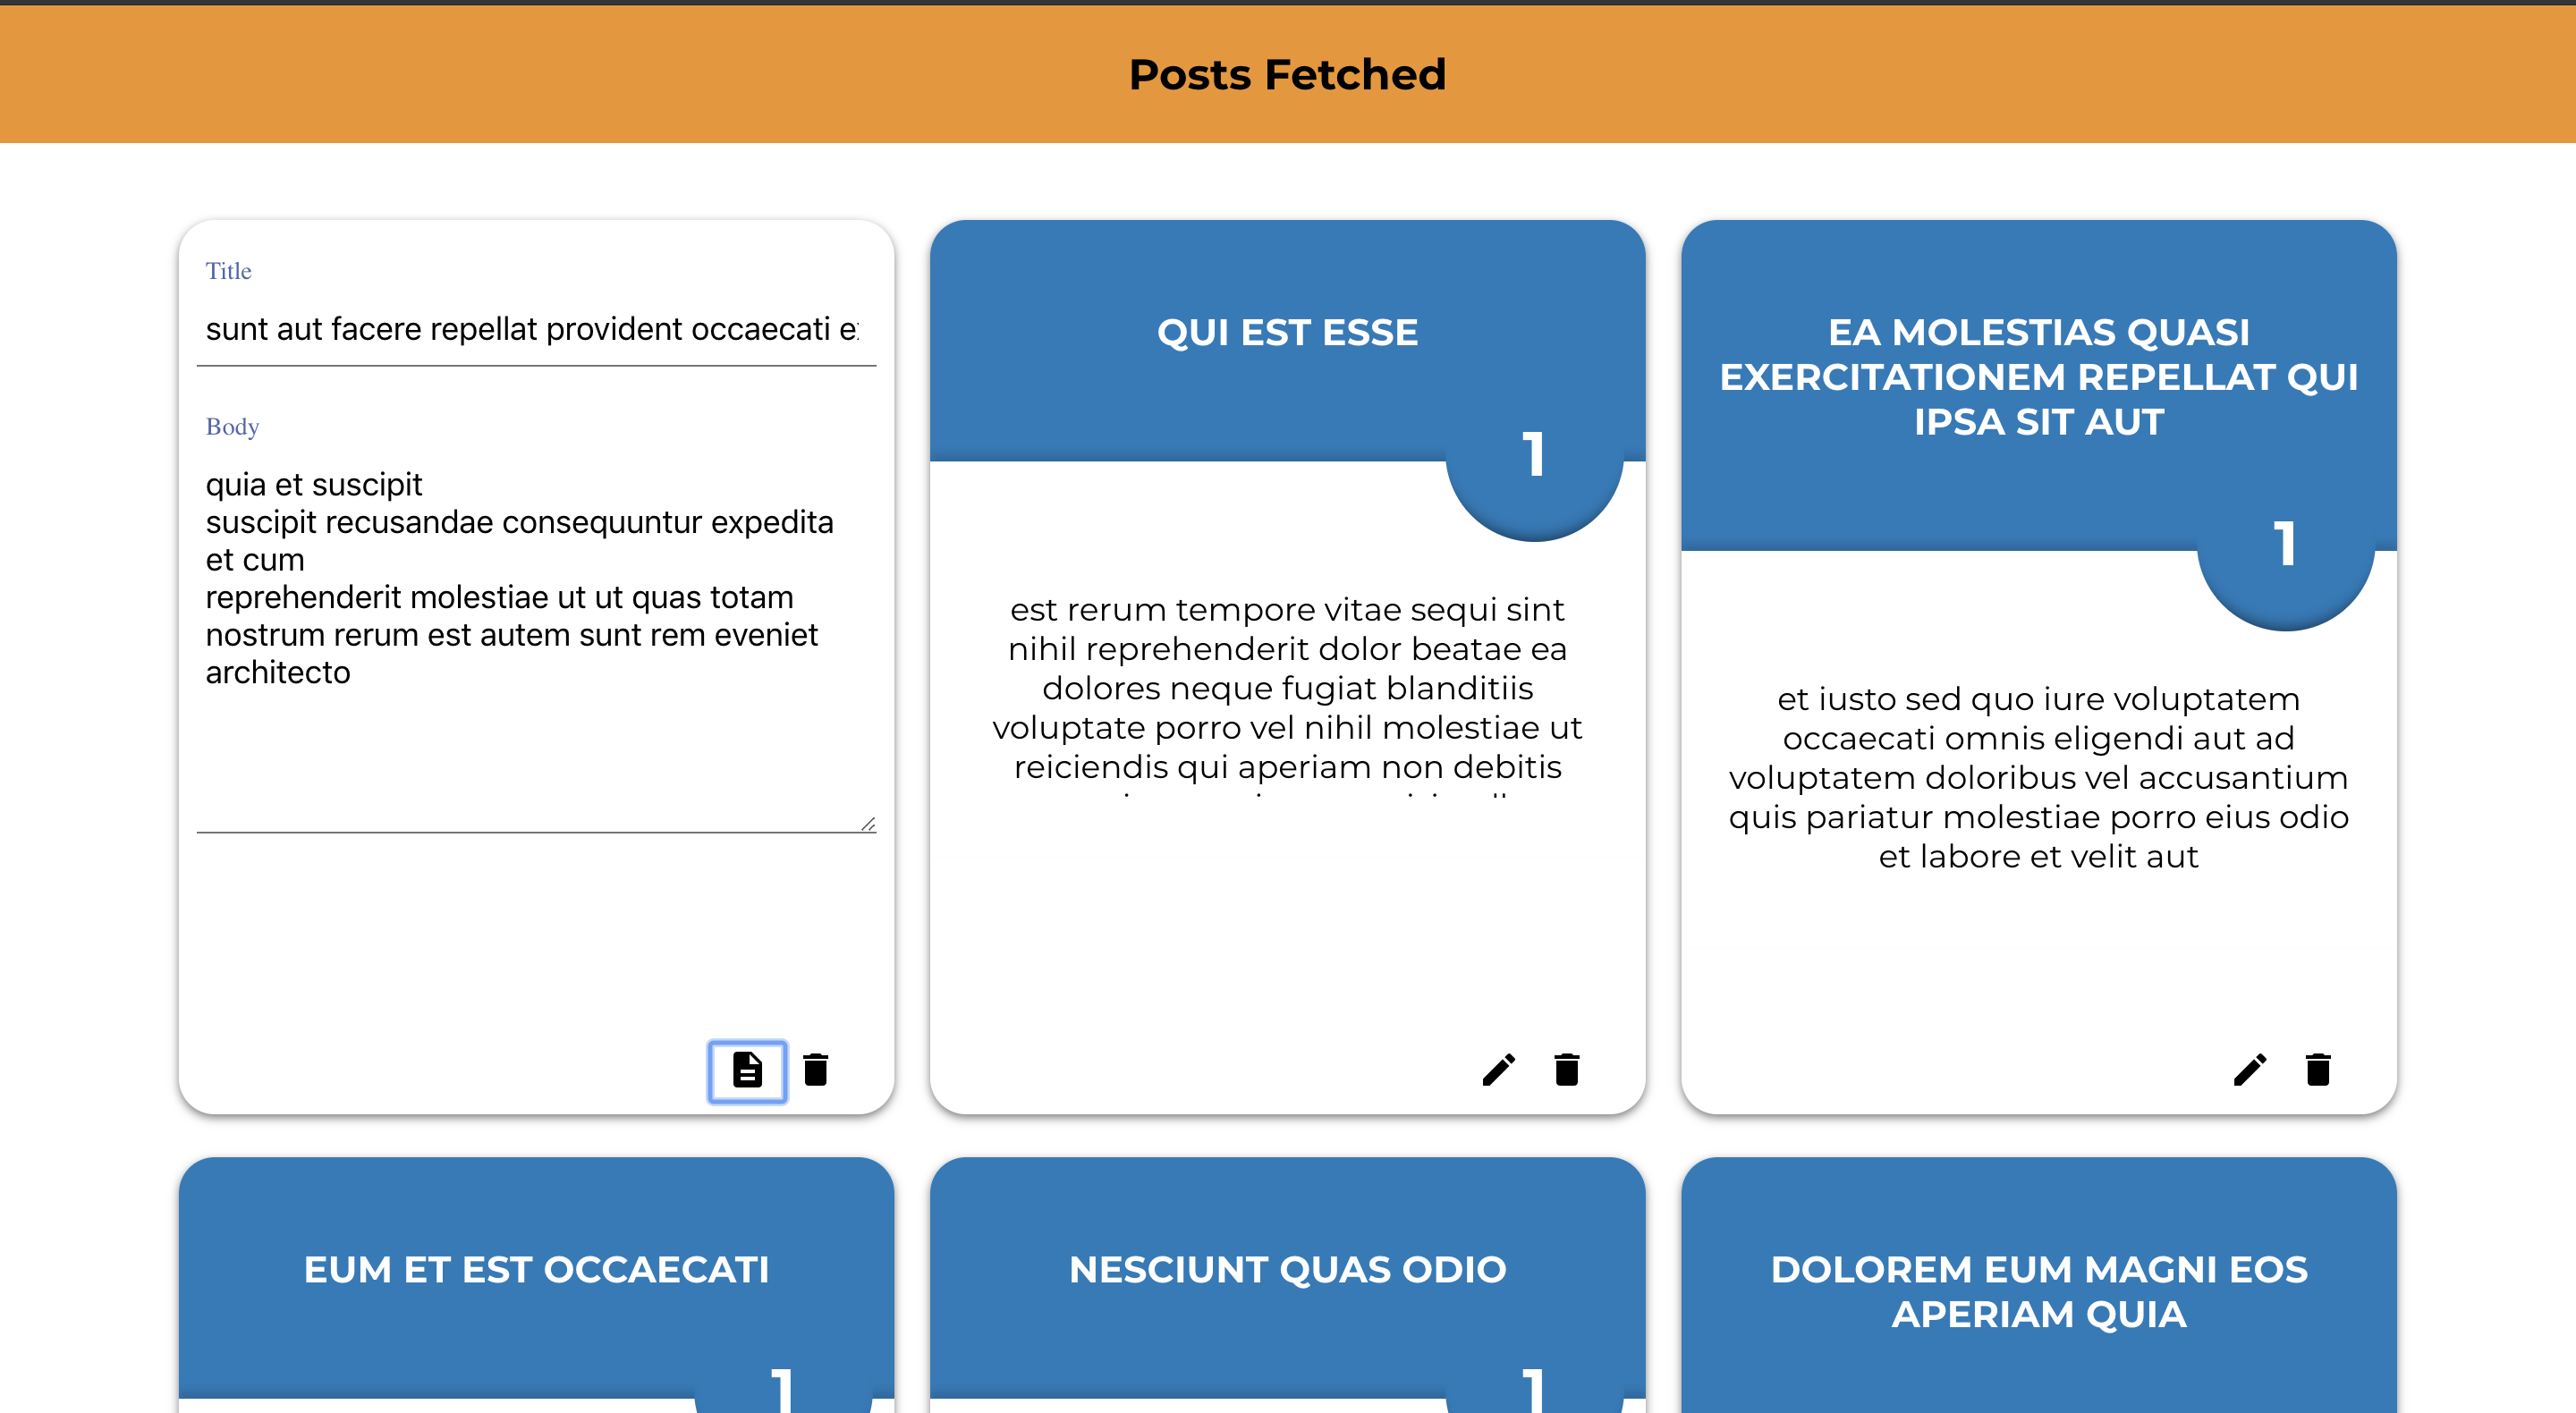 Posts Fetched
Title
sunt aut facere repellat provident occaecati
Body
quia et suscipit
suscipit recusandae consequuntur expedita
et cum
reprehenderit molestiae ut ut quas totam
nostrum rerum est autem sunt rem eveniet
architecto
QUI EST ESSE
1
est rerum tempore vitae sequi sint
nihil reprehenderit dolor beatae ea
dolores neque fugiat blanditiis
voluptate porro vel nihil molestiae ut
reiciendis qui aperiam non debitis
EA MOLESTIAS QUASI
EXERCITATIONEM REPELLAT QUI
IPSA SIT AUT
1
et iusto sed quo iure voluptatem
occaecati omnis eligendi aut ad
voluptatem doloribus vel accusantium
quis pariatur molestiae porro eius odio
et labore et velit aut
EUM ET EST OCCAECATI
1
NESCIUNT QUAS ODIO
1
DOLOREM EUM MAGNI EOS
APERIAM QUIA